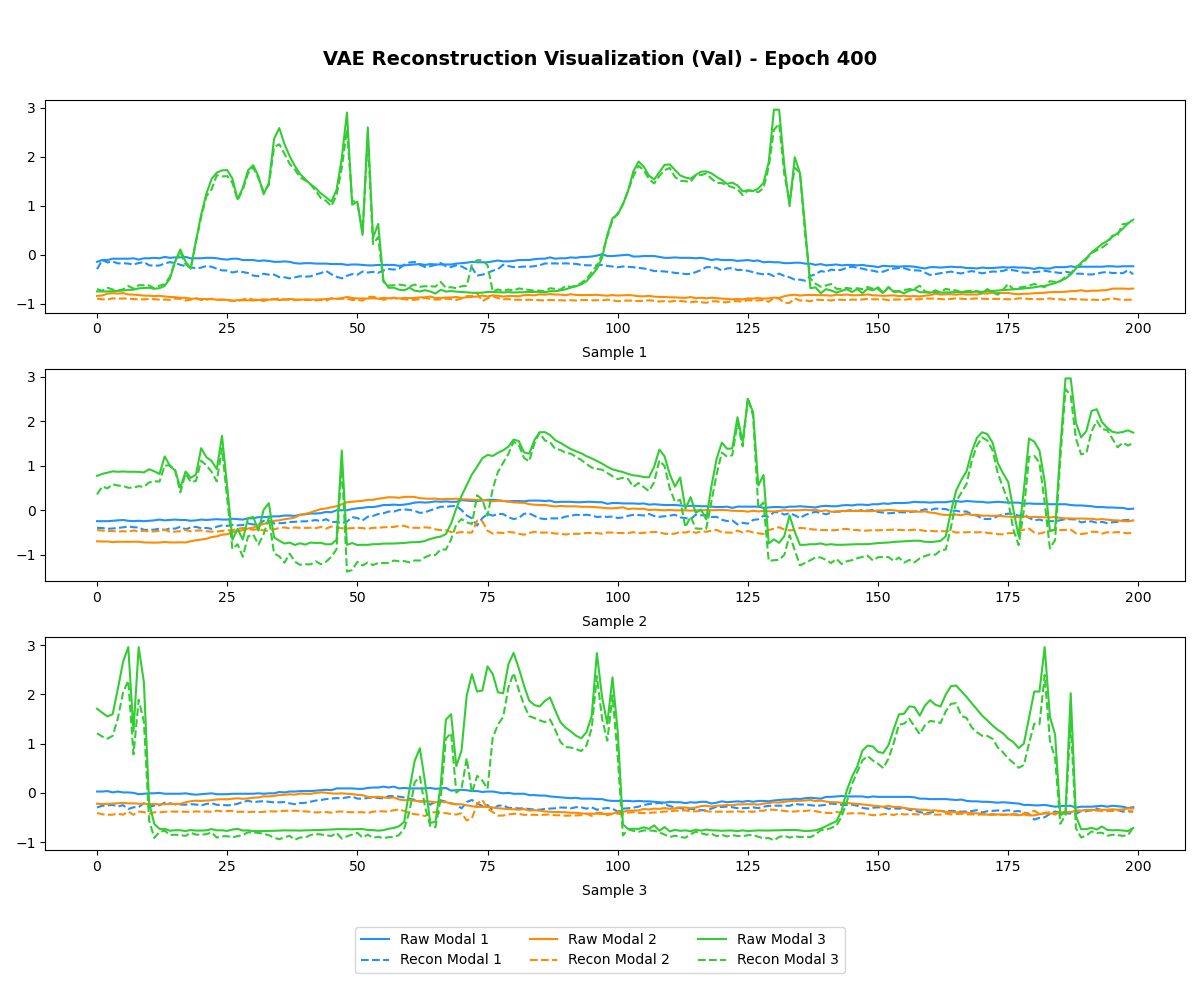 VAE Reconstruction Visualization (Val) - Epoch 400
3
2
1
0
−1
0 25 50 75 100 125 150 175 200
Sample 1
3
2
1
0
−1
0 25 50 75 100 125 150 175 200
Sample 2
3
2
1
0
−1
0 25 50 75 100 125 150 175 200
Sample 3
Raw Modal 1 Raw Modal 2 Raw Modal 3
Recon Modal 1 Recon Modal 2 Recon Modal 3